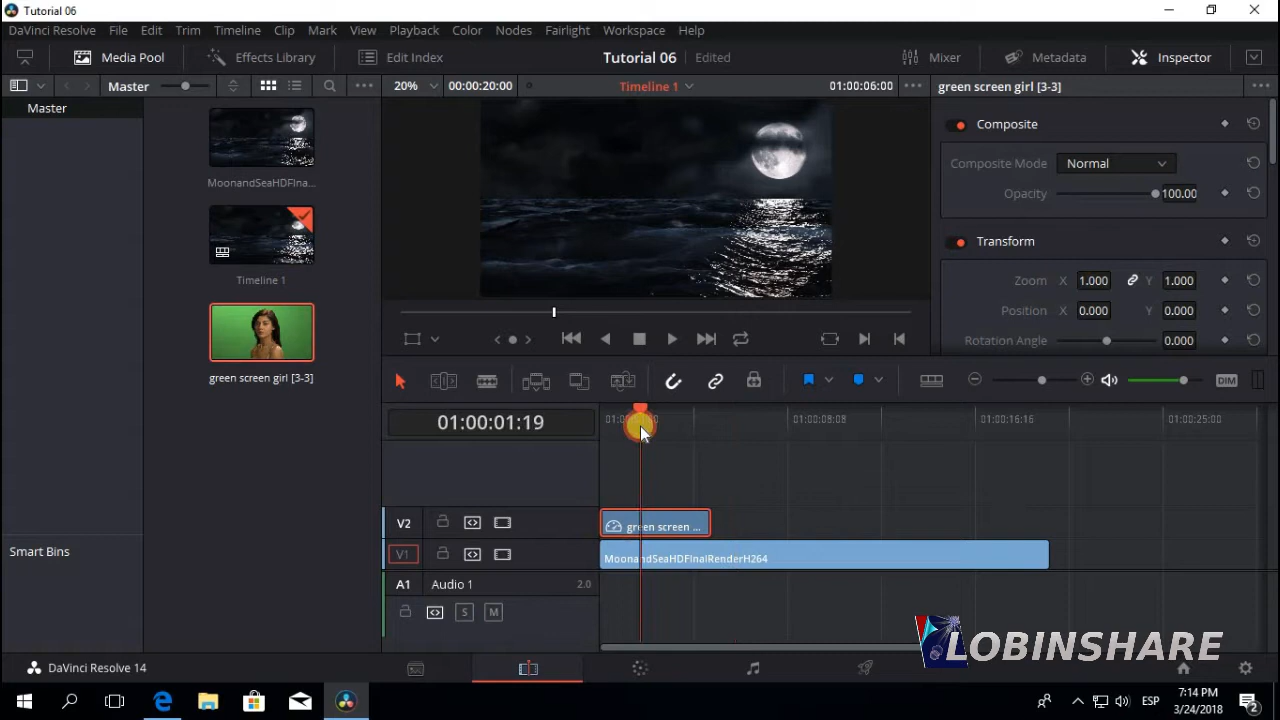 Tutorial 06
DaVinci Resolve File Edit Trim Timeline Clip Mark View Playback Color Nodes Fairlight Workspace Help
Media Pool Effects Library Edit Index Tutorial 06 Edited Mixer Metadata Inspector
Master 20% 00:00:20:00 Timeline 1 01:00:06:00 green screen girl [3-3]
Master
Composite
Composite Mode Normal
MoonandSeaHDFIna...
Opacity 100.00
Transform
Timeline 1
Zoom X 1.000 Y 1.000
Position X 0.000 Y 0.000
Rotation Angle 0.000
green screen girl [3-3]
DIM
01:00:01:19
01:00:08:08 01:00:16:16 01:00:25:00
V2 green screen ...
Smart Bins
V1 MoonandSeaHDFInalRenderH264
A1 Audio 1 2.0
S M
LOBINSHARE
DaVinci Resolve 14
ESP
7:14 PM
3/24/2018
2